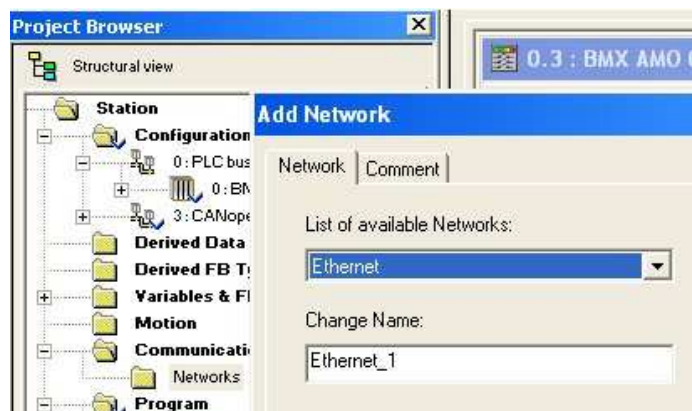 Project Browser
Structural view
Station
Configuration
0:PLC bus
0:BM
3:CANope
Derived Data
Derived FB Ty
Variables & F
Motion
Communicati
Networks
Program
0.3 : BMX AMO
Add Network
Network
Comment
List of available Networks:
Ethernet
Change Name:
Ethernet_1